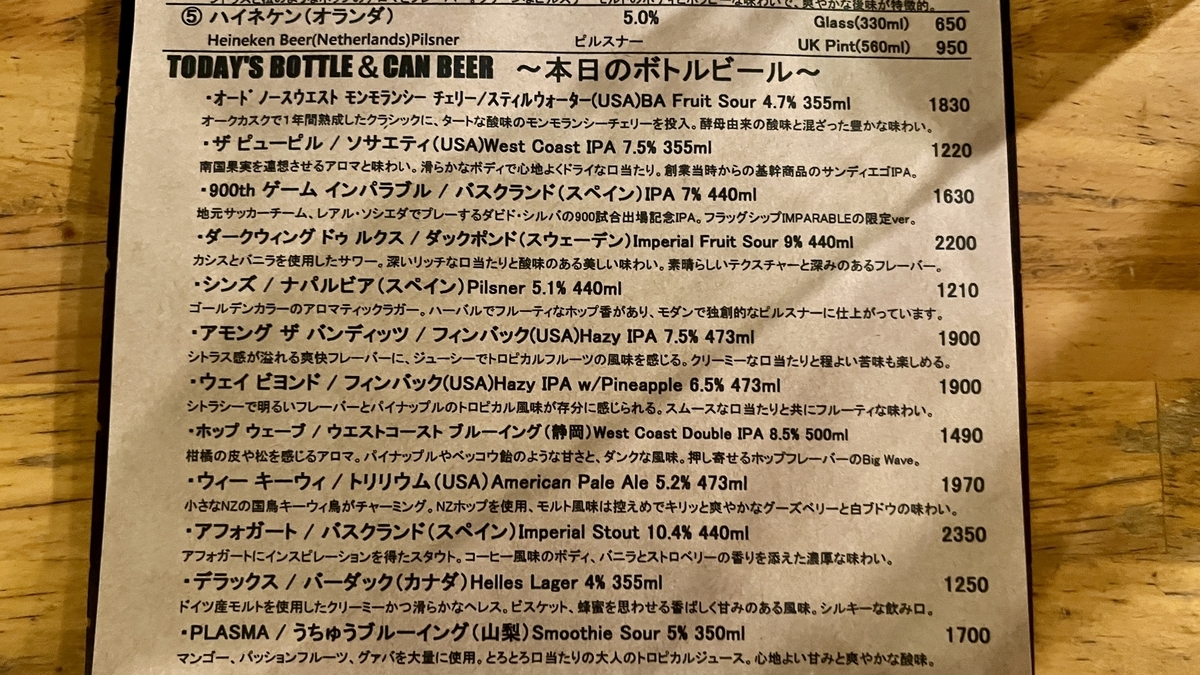 ⑤ ハイネケン(オランダ) 5.0% Glass(330ml) 650
Heineken Beer(Netherlands)Pilsner ピルスナー UK Pint(560ml) 950
TODAY'S BOTTLE & CAN BEER ～本日のボトルビール～
・オード ノースウエスト モンモランシー チェリー/スティルウォーター(USA)BA Fruit Sour 4.7% 355ml 1830
オークカスクで1年間熟成したクラシックに、タートな酸味のモンモランシーチェリーを投入。酵母由来の酸味と混ざった豊かな味わい。
・ザ ピューピル / ソサエティ(USA)West Coast IPA 7.5% 355ml 1220
南国果実を連想させるアロマと味わい。滑らかなボディで心地よくドライな口当たり。創業当時からの基幹商品のサンディエゴIPA。
・900th ゲーム インパラブル / バスクランド(スペイン)IPA 7% 440ml 1630
地元サッカーチーム、レアル・ソシエダでプレーするダビド・シルバの900試合出場記念IPA。フラッグシップIMPARABLEの限定ver。
・ダークウィング ドゥ ルクス / ダックポンド(スウェーデン)Imperial Fruit Sour 9% 440ml 2200
カシスとバニラを使用したサワー。深いリッチな口当たりと酸味のある美しい味わい。素晴らしいテクスチャーと深みのあるフレーバー。
・シンズ / ナパルビア(スペイン)Pilsner 5.1% 440ml 1210
ゴールデンカラーのアロマティックラガー。ハーバルでフルーティなホップ香があり、モダンで独創的なピルスナーに仕上がっています。
・アモング ザ バンディッツ / フィンバック(USA)Hazy IPA 7.5% 473ml 1900
シトラス感が溢れる爽快フレーバーに、ジューシーでトロピカルフルーツの風味を感じる。クリーミーな口当たりと程よい苦味も楽しめる。
・ウェイ ビヨンド / フィンバック(USA)Hazy IPA w/Pineapple 6.5% 473ml 1900
シトラシーで明るいフレーバーとパイナップルのトロピカル風味が存分に感じられる。スムースな口当たりと共にフルーティな味わい。
・ホップ ウェーブ / ウエストコースト ブルーイング(静岡)West Coast Double IPA 8.5% 500ml 1490
柑橘の皮や松を感じるアロマ。パイナップルやベッコウ飴のような甘さと、ダンクな風味。押し寄せるホップフレーバーのBig Wave。
・ウィー キーウィ / トリリウム(USA)American Pale Ale 5.2% 473ml 1970
小さなNZの国鳥キーウィ鳥がチャーミング。NZホップを使用、モルト風味は控えめでキリッと爽やかなグーズベリーと白ブドウの味わい。
・アフォガート / バスクランド(スペイン)Imperial Stout 10.4% 440ml 2350
アフォガートにインスピレーションを得たスタウト。コーヒー風味のボディ、バニラとストロベリーの香りを添えた濃厚な味わい。
・デラックス / バーダック(カナダ)Helles Lager 4% 355ml 1250
ドイツ産モルトを使用したクリーミーかつ滑らかなヘレス。ビスケット、蜂蜜を思わせる香ばしく甘みのある風味。シルキーな飲み口。
・PLASMA / うちゅうブルーイング(山梨)Smoothie Sour 5% 350ml 1700
マンゴー、パッションフルーツ、グァバを大量に使用。とろとろ口当たりの大人のトロピカルジュース。心地よい甘みと爽やかな酸味。